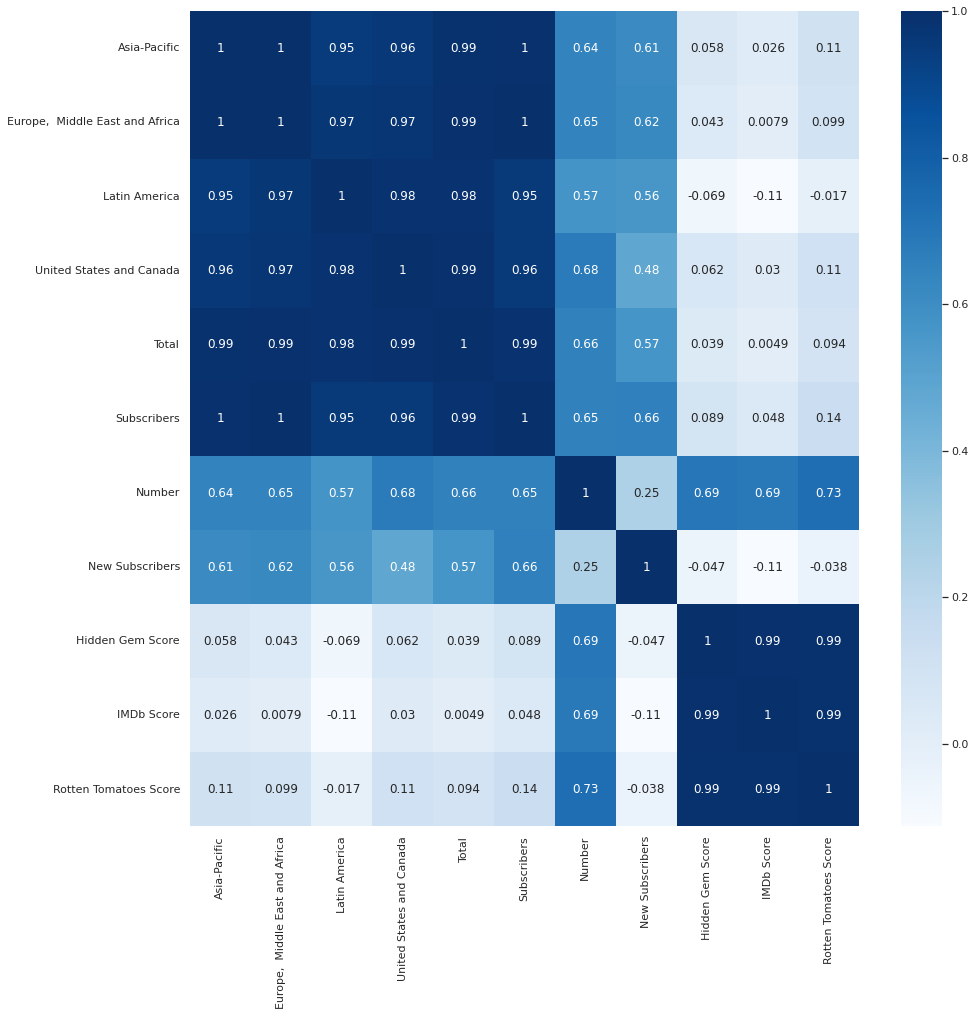 1.0
Asia-Pacific 1 1 0.95 0.96 0.99 1 0.64 0.61 0.058 0.026 0.11
Europe,  Middle East and Africa 1 1 0.97 0.97 0.99 1 0.65 0.62 0.043 0.0079 0.099
0.8
Latin America 0.95 0.97 1 0.98 0.98 0.95 0.57 0.56 -0.069 -0.11 -0.017
United States and Canada 0.96 0.97 0.98 1 0.99 0.96 0.68 0.48 0.062 0.03 0.11
0.6
Total 0.99 0.99 0.98 0.99 1 0.99 0.66 0.57 0.039 0.0049 0.094
Subscribers 1 1 0.95 0.96 0.99 1 0.65 0.66 0.089 0.048 0.14
0.4
Number 0.64 0.65 0.57 0.68 0.66 0.65 1 0.25 0.69 0.69 0.73
New Subscribers 0.61 0.62 0.56 0.48 0.57 0.66 0.25 1 -0.047 -0.11 -0.038
0.2
Hidden Gem Score 0.058 0.043 -0.069 0.062 0.039 0.089 0.69 -0.047 1 0.99 0.99
IMDb Score 0.026 0.0079 -0.11 0.03 0.0049 0.048 0.69 -0.11 0.99 1 0.99
0.0
Rotten Tomatoes Score 0.11 0.099 -0.017 0.11 0.094 0.14 0.73 -0.038 0.99 0.99 1
Asia-Pacific
Europe,  Middle East and Africa
Latin America
United States and Canada
Total
Subscribers
Number
New Subscribers
Hidden Gem Score
IMDb Score
Rotten Tomatoes Score